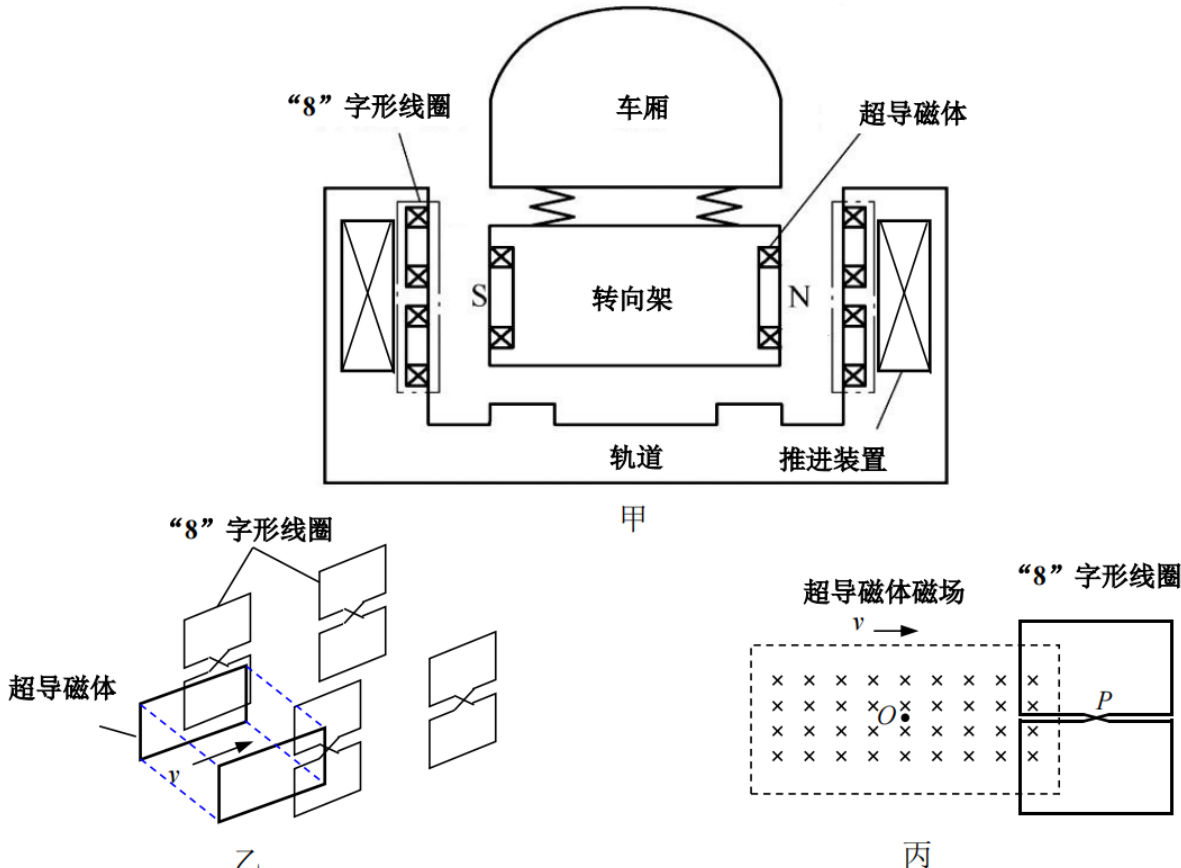 “8”字形线圈
车厢
超导磁体
S
转向架
N
轨道
推进装置
甲
“8”字形线圈
超导磁体
v
乙
“8”字形线圈
超导磁体磁场
v
× × × × × × × × ×
× × × × × × × × ×
O
P
× × × × × × × × ×
× × × × × × × × ×
丙